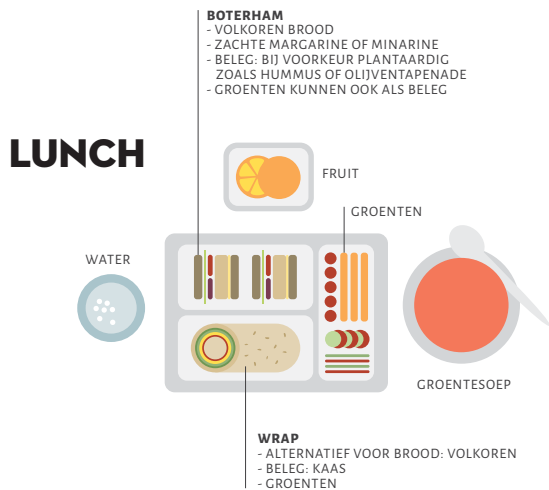 BOTERHAM
- VOLKOREN BROOD
- ZACHTE MARGARINE OF MINARINE
- BELEG: BIJ VOORKEUR PLANTAARDIG
ZOALS HUMMUS OF OLIJVENTAPENADE
- GROENTEN KUNNEN OOK ALS BELEG
LUNCH
FRUIT
GROENTEN
WATER
GROENTESOEP
WRAP
- ALTERNATIEF VOOR BROOD: VOLKOREN
- BELEG: KAAS
- GROENTEN